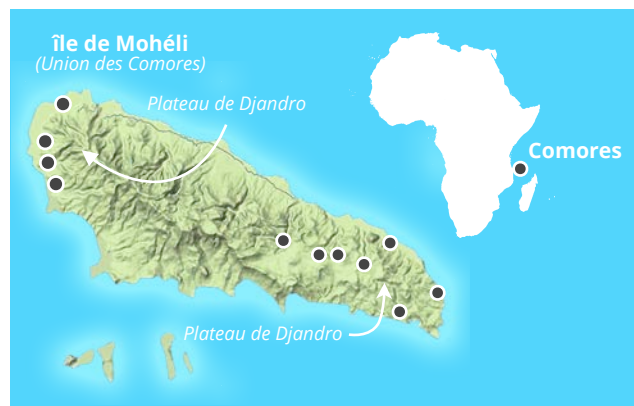 île de Mohéli
(Union des Comores)
Plateau de Djandro
Comores
Plateau de Djandro